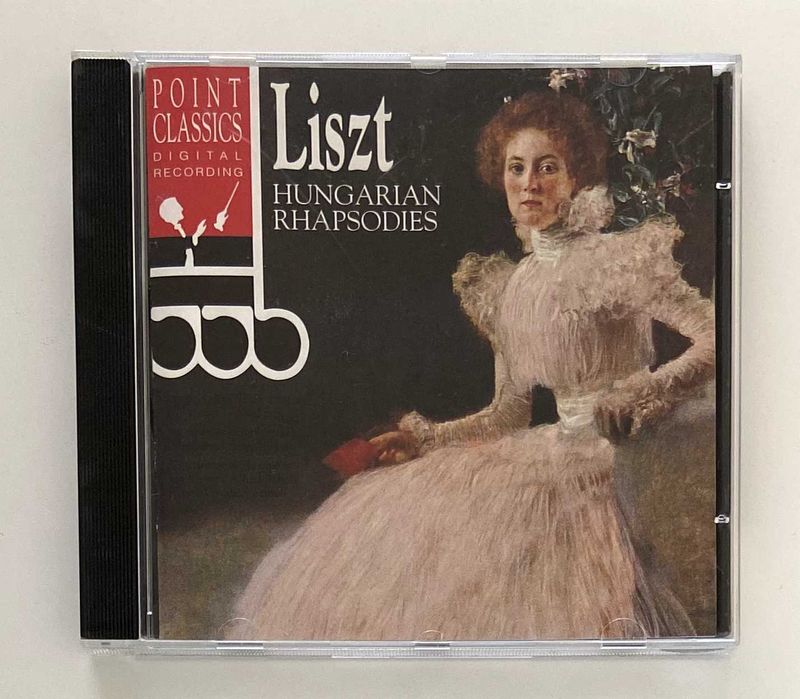 POINT
CLASSICS
DIGITAL
RECORDING
Liszt
HUNGARIAN
RHAPSODIES